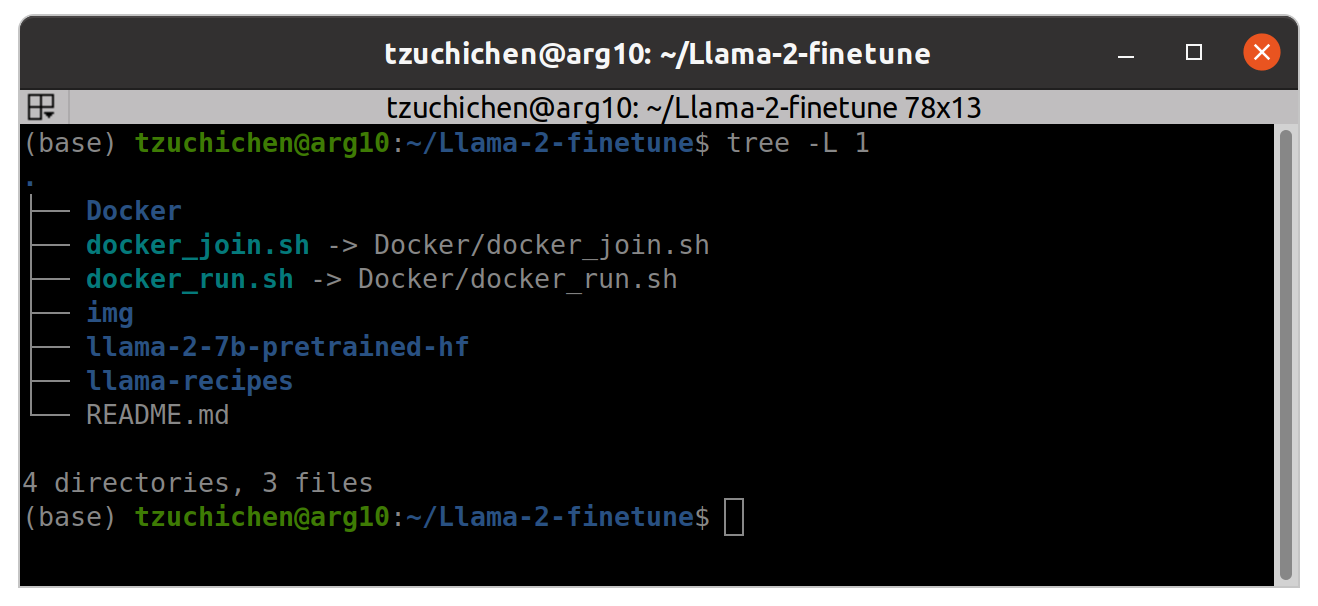 tzuchichen@arg10: ~/Llama-2-finetune
tzuchichen@arg10: ~/Llama-2-finetune 78x13
(base) tzuchichen@arg10:~/Llama-2-finetune$ tree -L 1
.
├── Docker
├── docker_join.sh -> Docker/docker_join.sh
├── docker_run.sh -> Docker/docker_run.sh
├── img
├── llama-2-7b-pretrained-hf
├── llama-recipes
└── README.md
4 directories, 3 files
(base) tzuchichen@arg10:~/Llama-2-finetune$